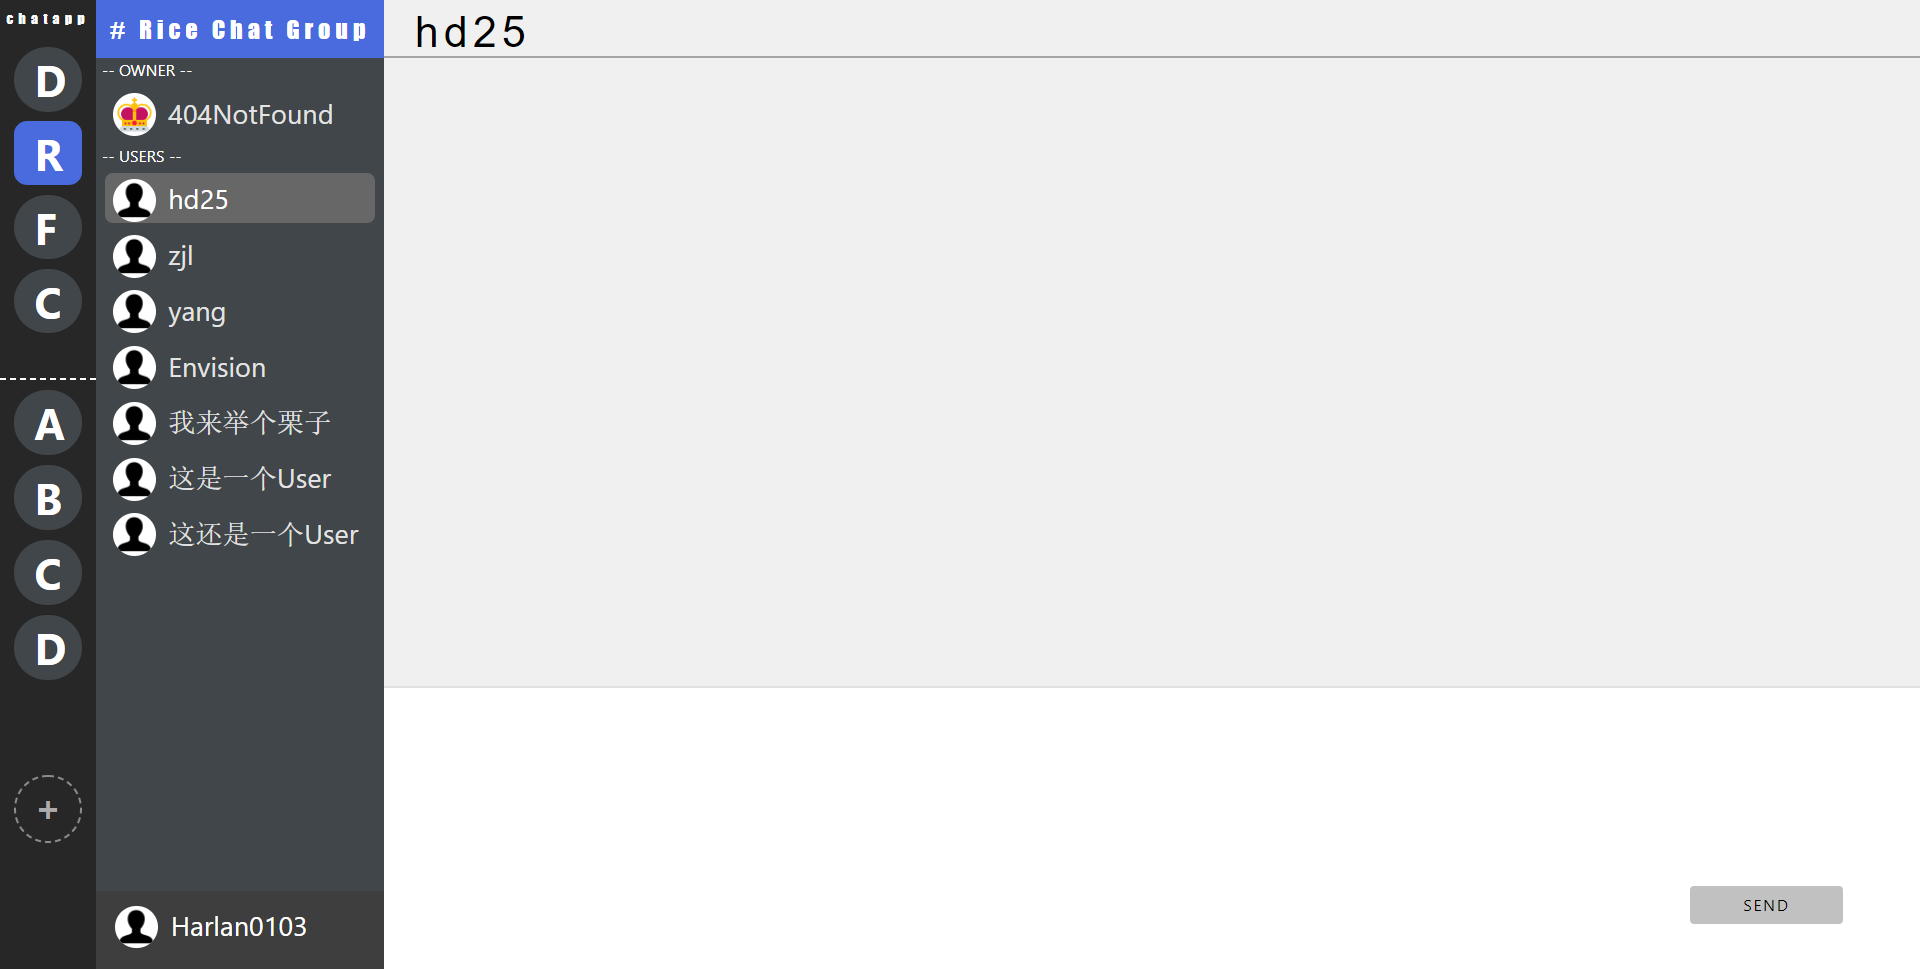 chatapp
D
R
F
C
A
B
C
D
+
# Rice Chat Group
-- OWNER --
404NotFound
-- USERS --
hd25
zjl
yang
Envision
我来举个栗子
这是一个User
这还是一个User
Harlan0103
hd25
SEND